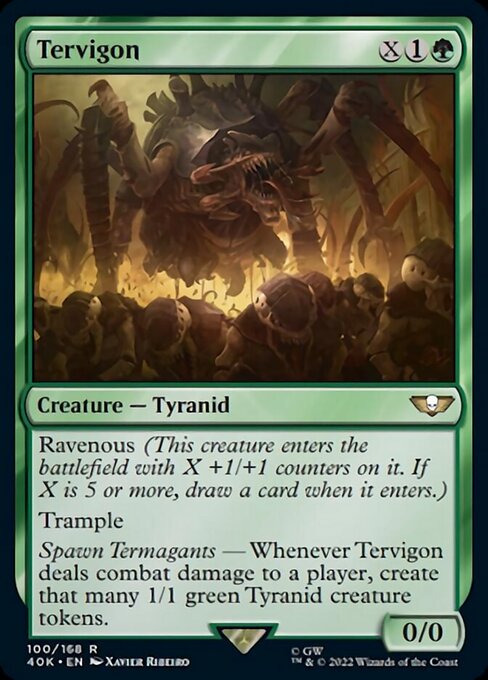 Tervigon X 1
Creature — Tyranid
Ravenous (This creature enters the
battlefield with X +1/+1 counters on it. If
X is 5 or more, draw a card when it enters.)
Trample
Spawn Termagants — Whenever Tervigon
deals combat damage to a player, create
that many 1/1 green Tyranid creature
tokens.
0/0
100/168 R
40K • EN Xavier Ribeiro
© GW
™ & © 2022 Wizards of the Coast